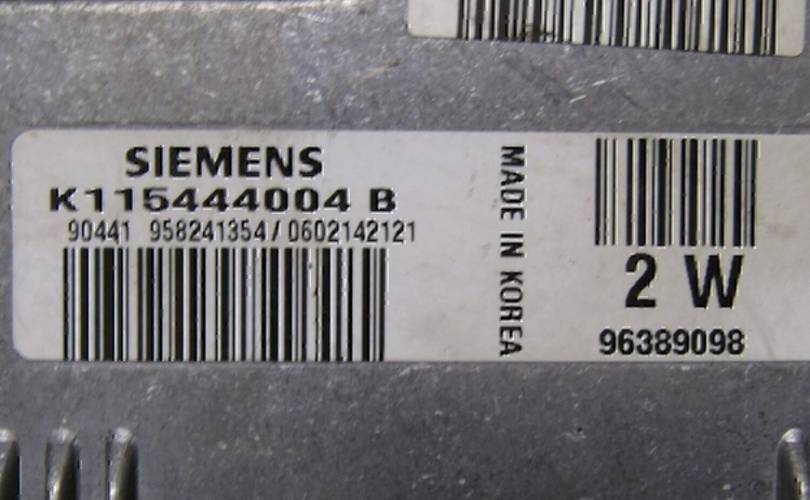 SIEMENS
K115444004 B
90441 958241354 / 0602142121
MADE IN KOREA
2 W
96389098